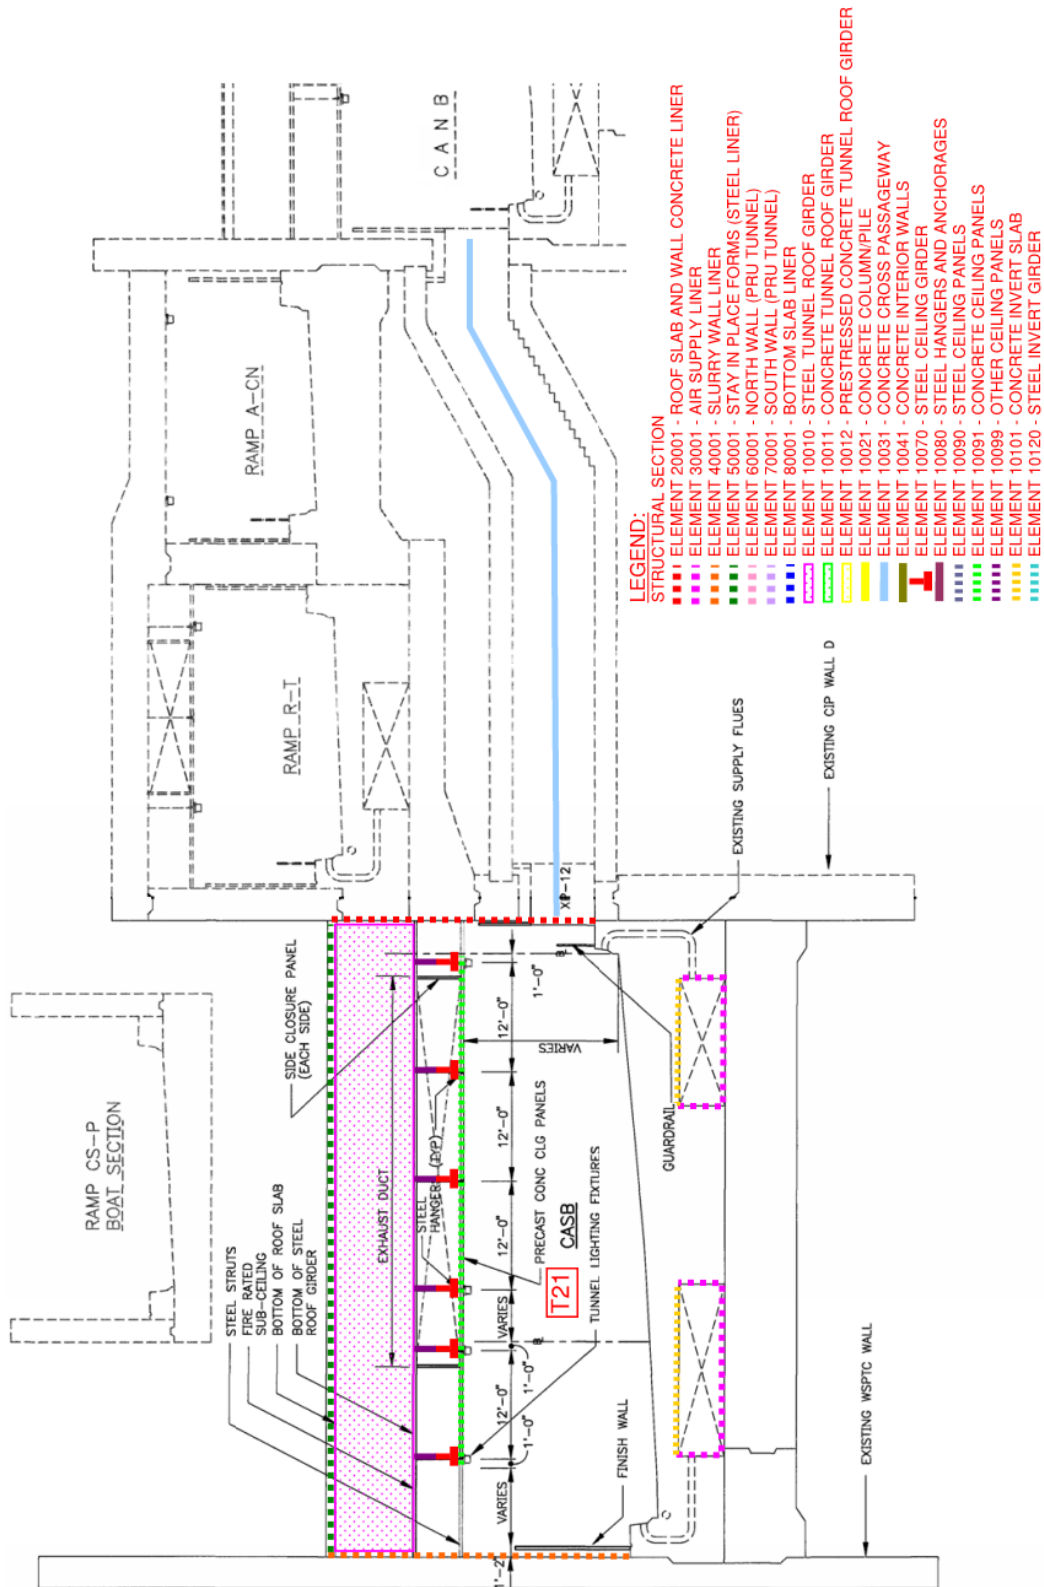 CANB
RAMP A-CN
RAMP R-T
RAMP CS-P
BOAT SECTION
STEEL STRUTS
FIRE RATED
SUB-CEILING
BOTTOM OF ROOF SLAB
BOTTOM OF STEEL
ROOF GIRDER
SIDE CLOSURE PANEL
(EACH SIDE)
EXHAUST DUCT
STEEL
HANGER (TYP)
XP-12
1'-2"
VARIES
1'-0"
12'-0"
1'-0"
VARIES
12'-0"
12'-0"
12'-0"
1'-0"
VARIES
PRECAST CONC CLG PANELS
CASB
T21
TUNNEL LIGHTING FIXTURES
FINISH WALL
GUARDRAIL
EXISTING SUPPLY FLUES
EXISTING CIP WALL D
EXISTING WSPTC WALL
LEGEND:
STRUCTURAL SECTION
ELEMENT 20001 - ROOF SLAB AND WALL CONCRETE LINER
ELEMENT 30001 - AIR SUPPLY LINER
ELEMENT 40001 - SLURRY WALL LINER
ELEMENT 50001 - STAY IN PLACE FORMS (STEEL LINER)
ELEMENT 60001 - NORTH WALL (PRU TUNNEL)
ELEMENT 70001 - SOUTH WALL (PRU TUNNEL)
ELEMENT 80001 - BOTTOM SLAB LINER
ELEMENT 10010 - STEEL TUNNEL ROOF GIRDER
ELEMENT 10011 - CONCRETE TUNNEL ROOF GIRDER
ELEMENT 10012 - PRESTRESSED CONCRETE TUNNEL ROOF GIRDER
ELEMENT 10021 - CONCRETE COLUMN/PILE
ELEMENT 10031 - CONCRETE CROSS PASSAGEWAY
ELEMENT 10041 - CONCRETE INTERIOR WALLS
ELEMENT 10070 - STEEL CEILING GIRDER
ELEMENT 10080 - STEEL HANGERS AND ANCHORAGES
ELEMENT 10090 - STEEL CEILING PANELS
ELEMENT 10091 - CONCRETE CEILING PANELS
ELEMENT 10099 - OTHER CEILING PANELS
ELEMENT 10101 - CONCRETE INVERT SLAB
ELEMENT 10120 - STEEL INVERT GIRDER